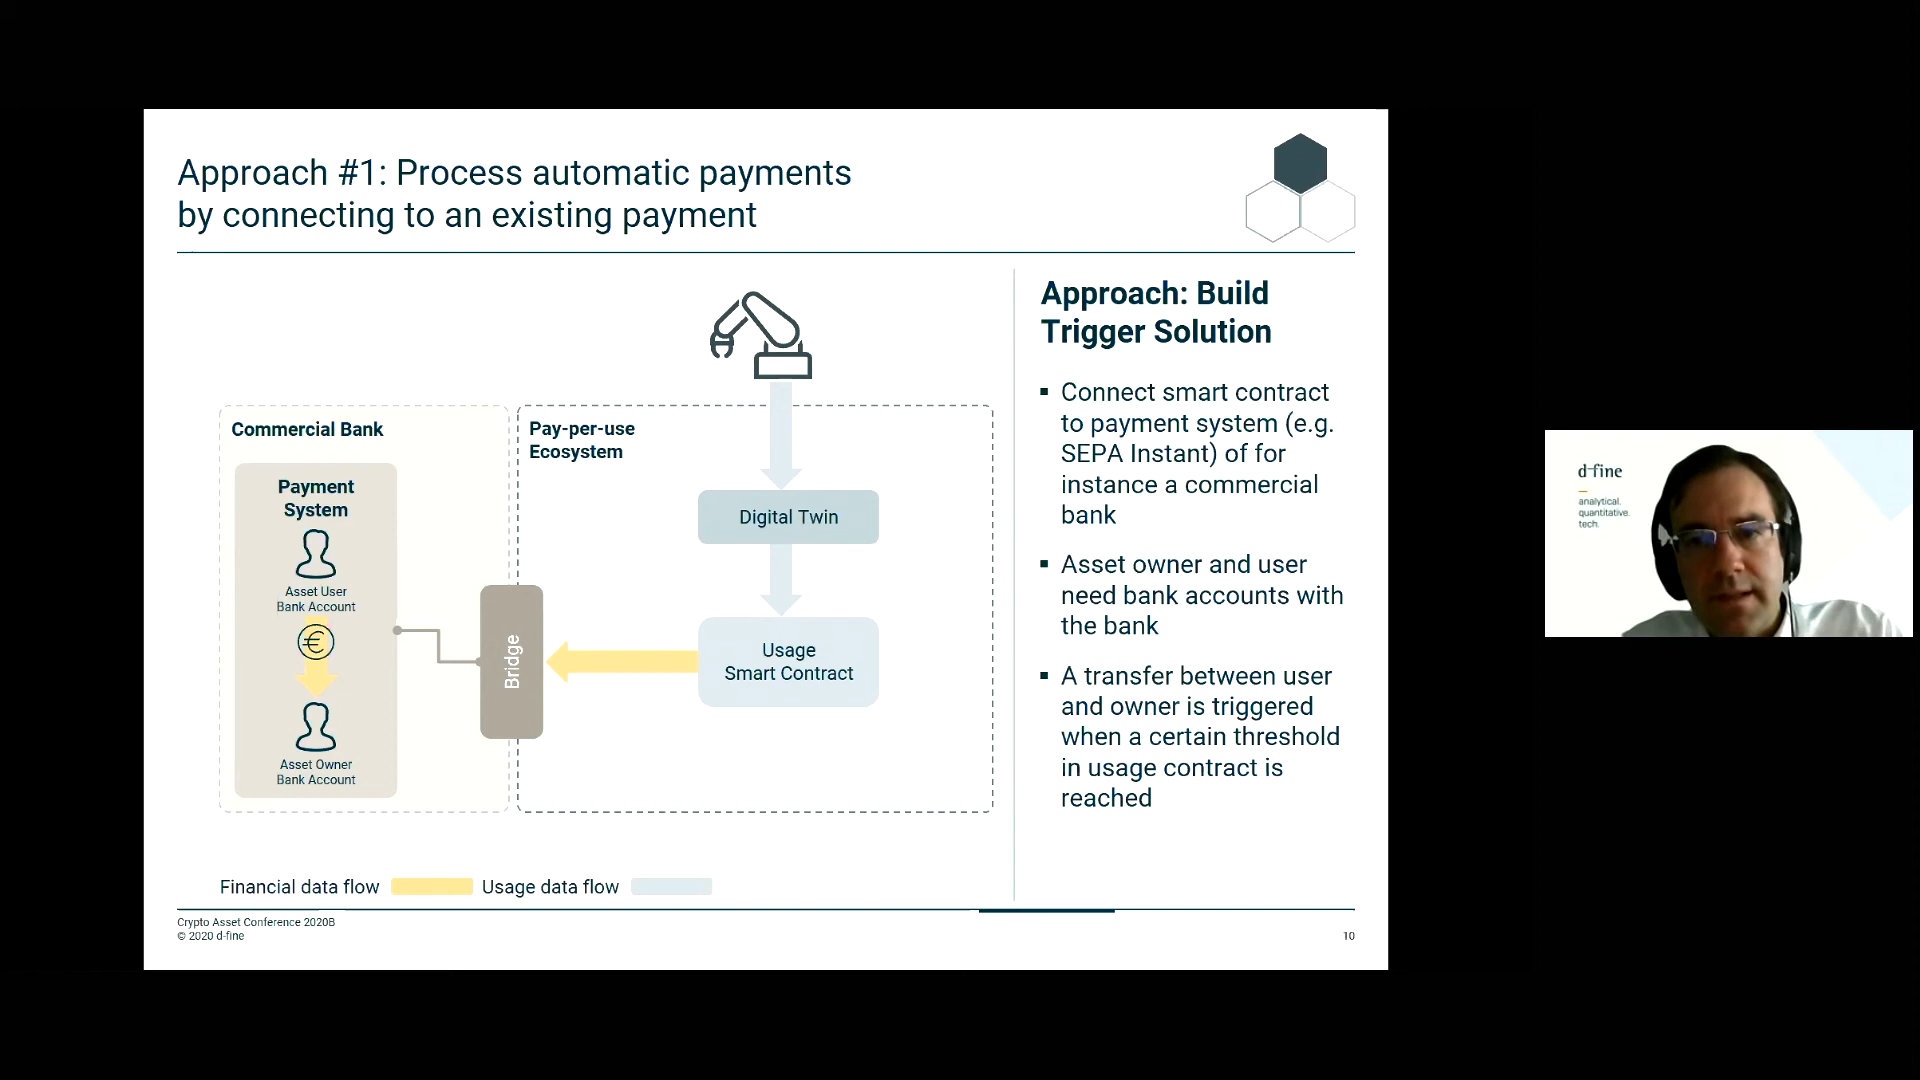 Approach #1: Process automatic payments
by connecting to an existing payment
Commercial Bank
Payment
System
Asset User
Bank Account
€
Asset Owner
Bank Account
Bridge
Pay-per-use
Ecosystem
Digital Twin
Usage
Smart Contract
Financial data flow
Usage data flow
Approach: Build
Trigger Solution
▪ Connect smart contract
to payment system (e.g.
SEPA Instant) of for
instance a commercial
bank
▪ Asset owner and user
need bank accounts with
the bank
▪ A transfer between user
and owner is triggered
when a certain threshold
in usage contract is
reached
Crypto Asset Conference 2020B
© 2020 d-fine
10
d-fine
analytical.
quantitative.
tech.